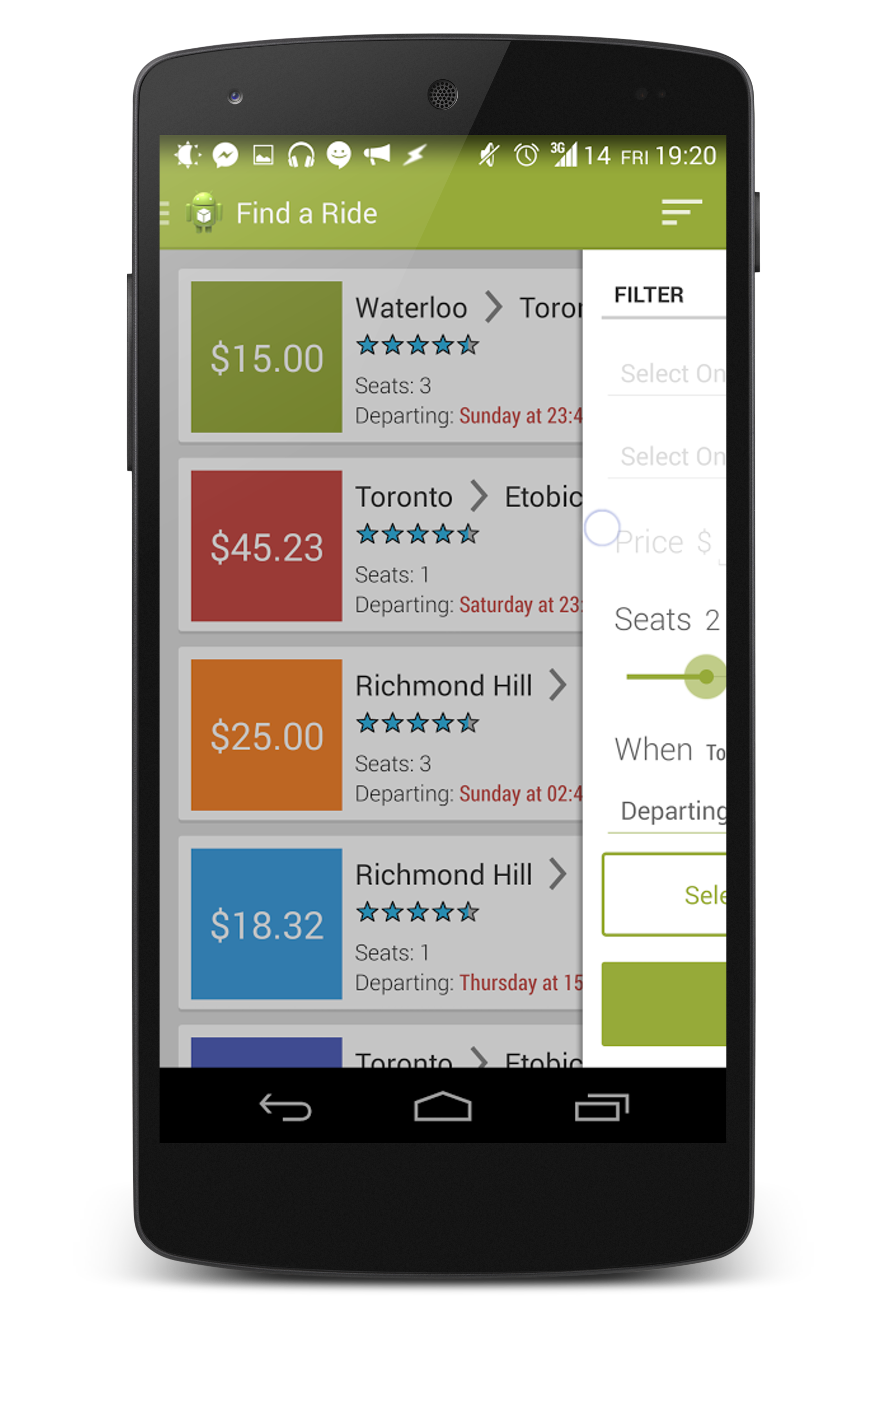 3G 14 FRI 19:20
Find a Ride
$15.00
Waterloo
Toron
Seats: 3
Departing: Sunday at 23:4
$45.23
Toronto
Etobic
Seats: 1
Departing: Saturday at 23:
$25.00
Richmond Hill
Seats: 3
Departing: Sunday at 02:4
$18.32
Richmond Hill
Seats: 1
Departing: Thursday at 15
Toronto
Etobic
FILTER
Select On
Select On
Price $
Seats 2
When To
Departing
Sele